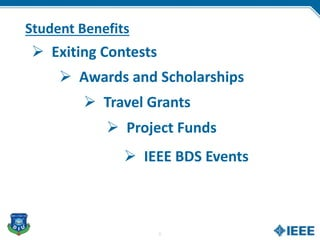 Student Benefits
➢ Exiting Contests
➢ Awards and Scholarships
➢ Travel Grants
➢ Project Funds
➢ IEEE BDS Events
IEEE